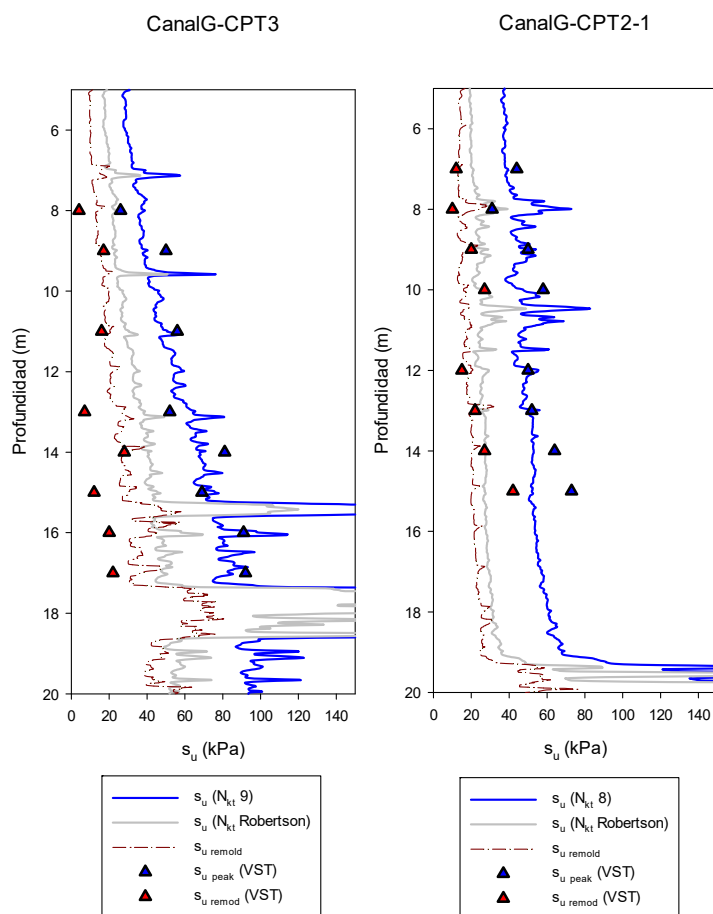 CanalG-CPT3
6
8
10
12
14
16
18
20
Profundidad (m)
0 20 40 60 80 100 120 140
s_u (kPa)
s_u (N_kt 9)
s_u (N_kt Robertson)
s_u remold
s_u peak (VST)
s_u remod (VST)
CanalG-CPT2-1
6
8
10
12
14
16
18
20
Profundidad (m)
0 20 40 60 80 100 120 140
s_u (kPa)
s_u (N_kt 8)
s_u (N_kt Robertson)
s_u remold
s_u peak (VST)
s_u remod (VST)